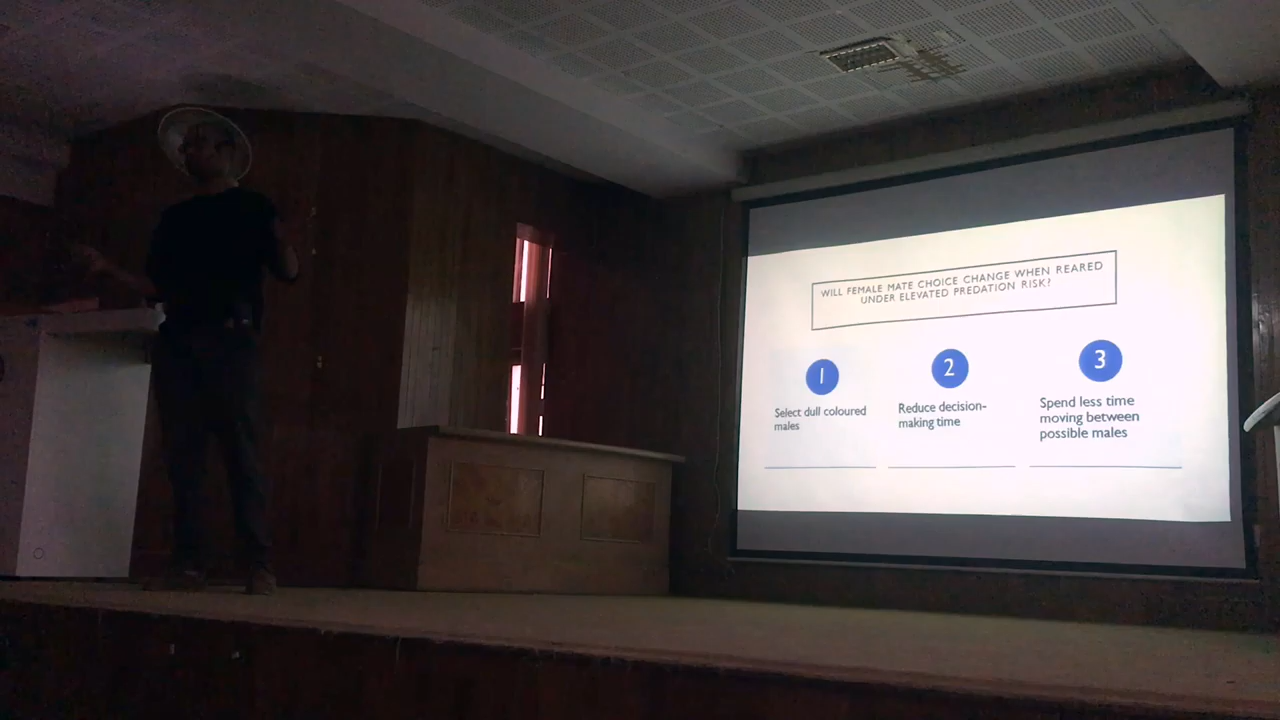 WILL FEMALE MATE CHOICE CHANGE WHEN REARED
UNDER ELEVATED PREDATION RISK?
1
Select dull coloured
males
2
Reduce decision-
making time
3
Spend less time
moving between
possible males